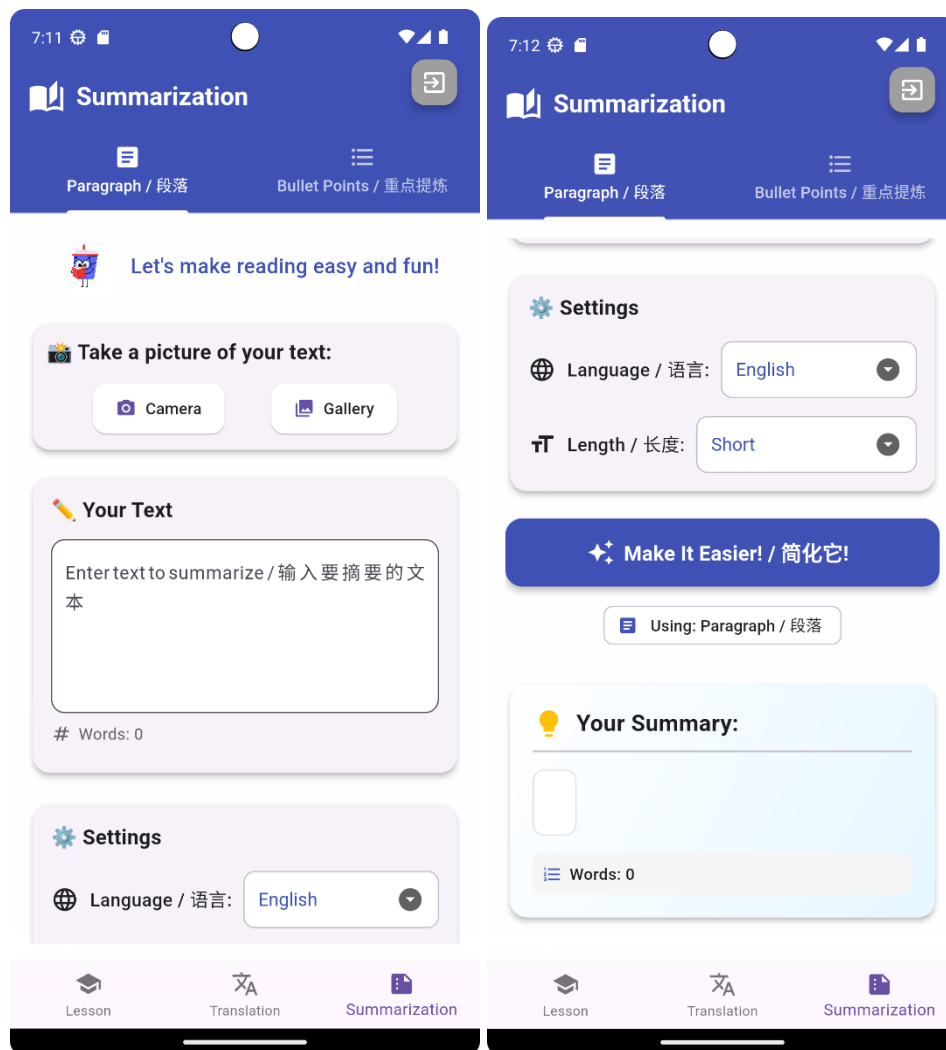 7:11
Summarization
Paragraph / 段落
Bullet Points / 重点提炼
Let's make reading easy and fun!
Take a picture of your text:
Camera
Gallery
Your Text
Enter text to summarize / 输入要摘要的文
本
# Words: 0
Settings
Language / 语言:
English
Lesson
Translation
Summarization
7:12
Summarization
Paragraph / 段落
Bullet Points / 重点提炼
Settings
Language / 语言:
English
Length / 长度:
Short
Make It Easier! / 简化它!
Using: Paragraph / 段落
Your Summary:
Words: 0
Lesson
Translation
Summarization